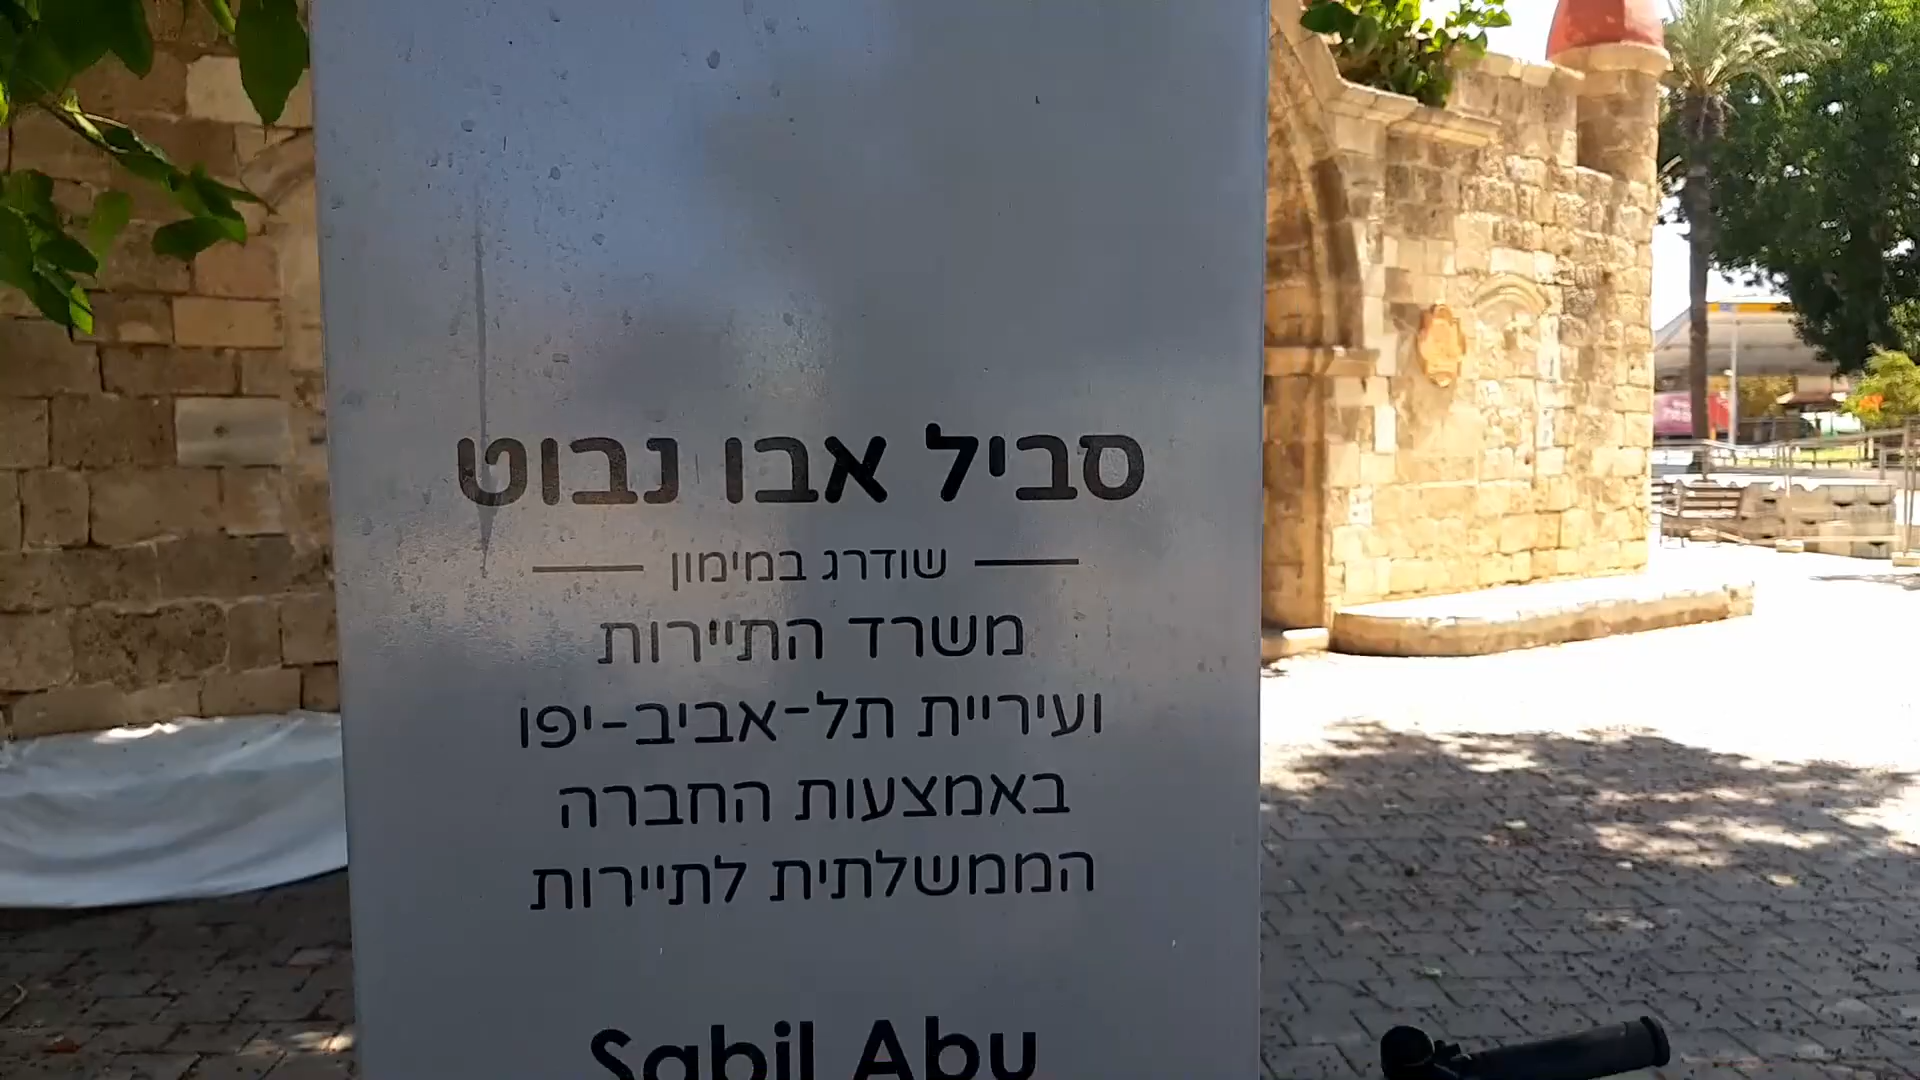 סביל אבו נבוט
שודרג במימון
משרד התיירות
ועיריית תל-אביב-יפו
באמצעות החברה
הממשלתית לתיירות
Sabil Abu